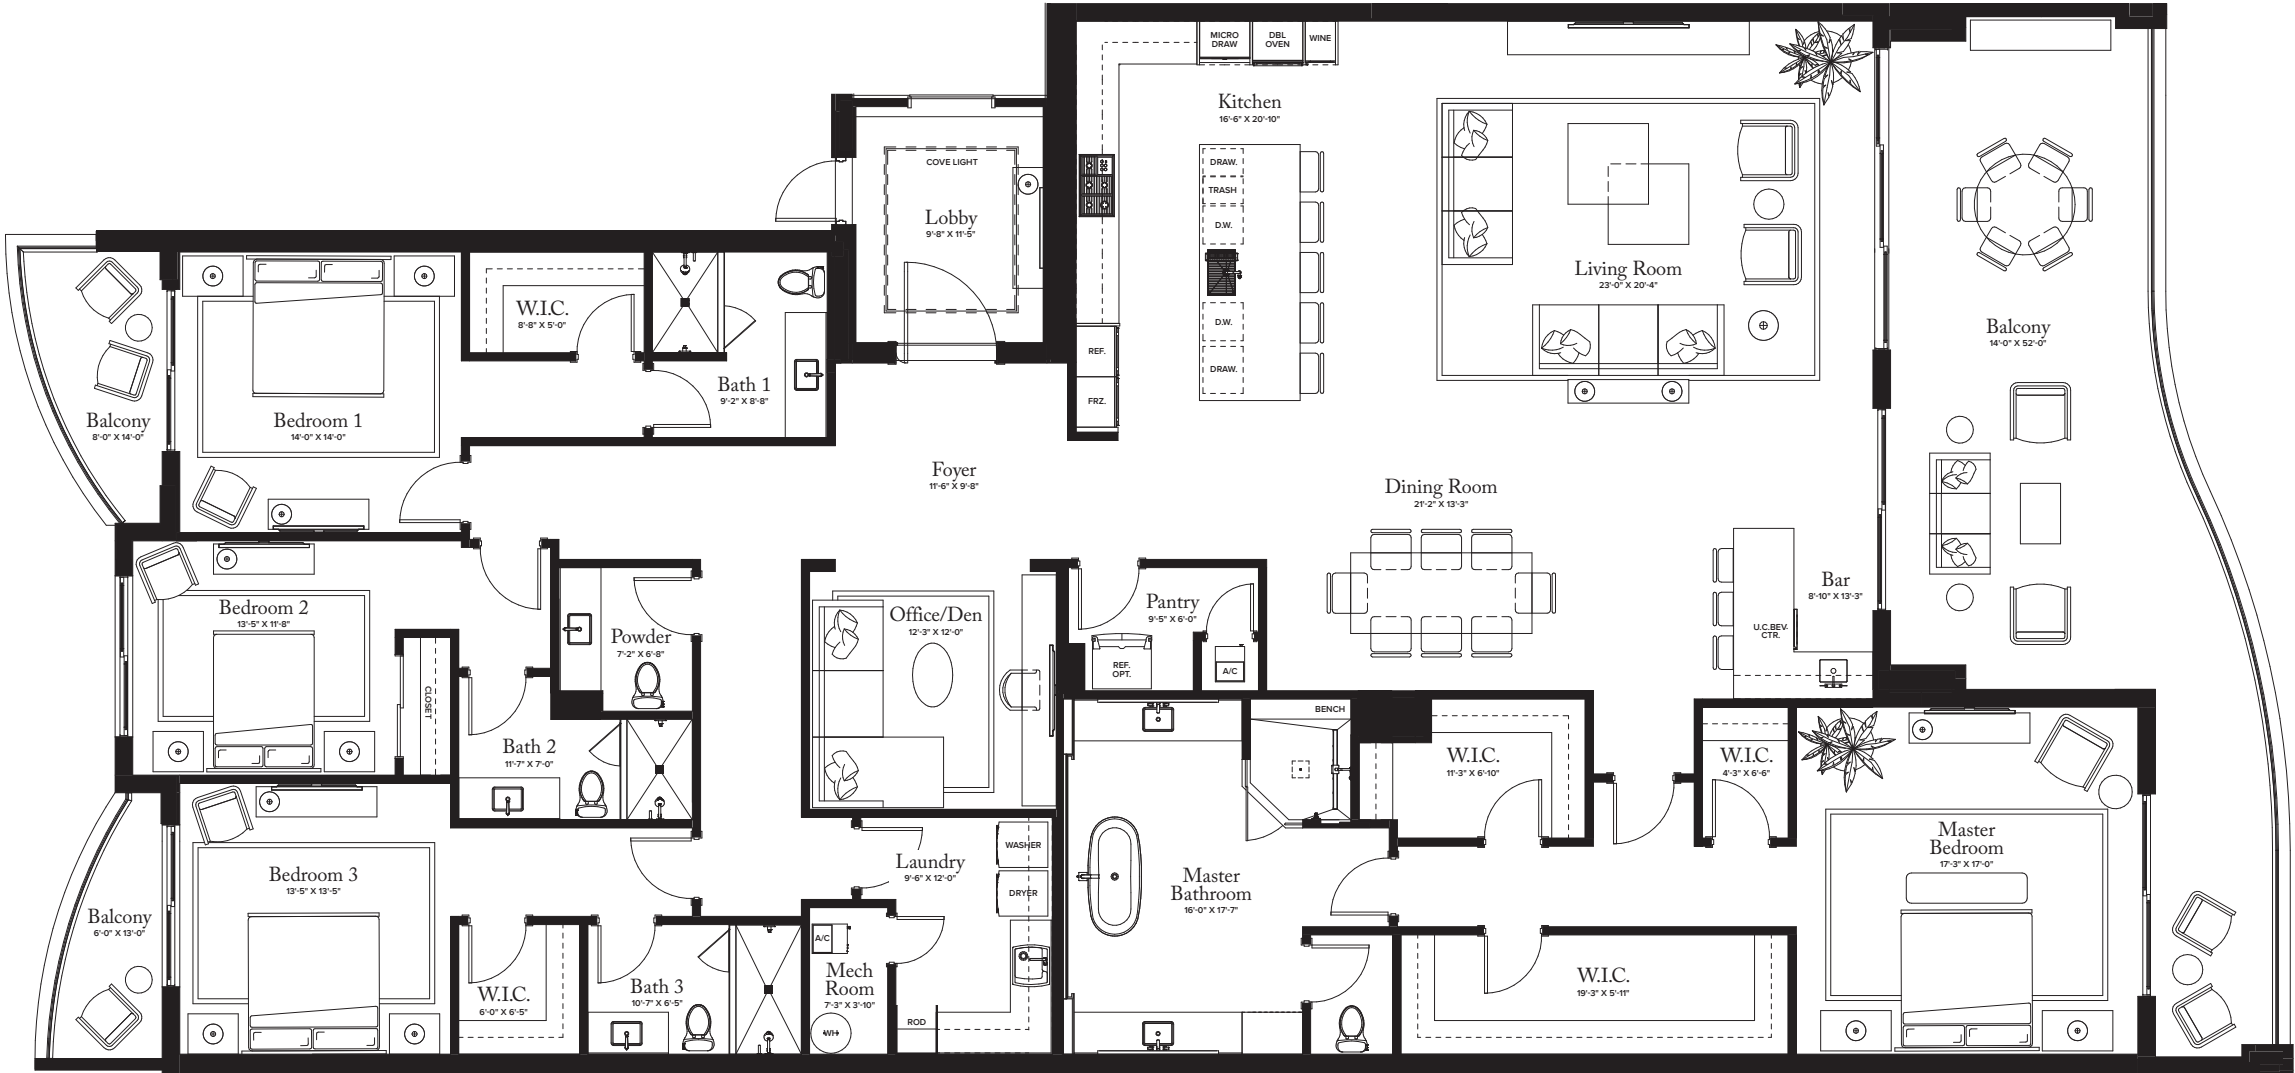 MICRO
DRAW
DBL
OVEN
WINE
Kitchen
16'-6" X 20'-10"
COVE LIGHT
DRAW.
TRASH
D.W.
Lobby
9'-8" X 11'-5"
D.W.
DRAW.
REF.
FRZ.
Living Room
23'-0" X 20'-4"
Balcony
14'-0" X 52'-0"
W.I.C.
8'-8" X 5'-0"
Bath 1
9'-2" X 8'-8"
Balcony
8'-0" X 14'-0"
Bedroom 1
14'-0" X 14'-0"
Foyer
11'-6" X 9'-8"
Dining Room
21'-2" X 13'-3"
Bar
8'-10" X 13'-3"
U.C.BEV-
CTR.
Bedroom 2
13'-5" X 11'-8"
Powder
7'-2" X 6'-8"
Office/Den
12'-3" X 12'-0"
Pantry
9'-5" X 6'-0"
REF.
OPT.
A/C
CLOSET
BENCH
Bath 2
11'-7" X 7'-0"
W.I.C.
11'-3" X 6'-10"
W.I.C.
4'-3" X 6'-6"
Master
Bedroom
17'-3" X 17'-0"
WASHER
DRYER
Laundry
9'-6" X 12'-0"
Bedroom 3
13'-5" X 13'-5"
Master
Bathroom
16'-0" X 17'-7"
Balcony
6'-0" X 13'-0"
A/C
Mech
Room
7'-3" X 3'-10"
WH
ROD
W.I.C.
6'-0" X 6'-5"
Bath 3
10'-7" X 6'-5"
W.I.C.
19'-3" X 5'-11"